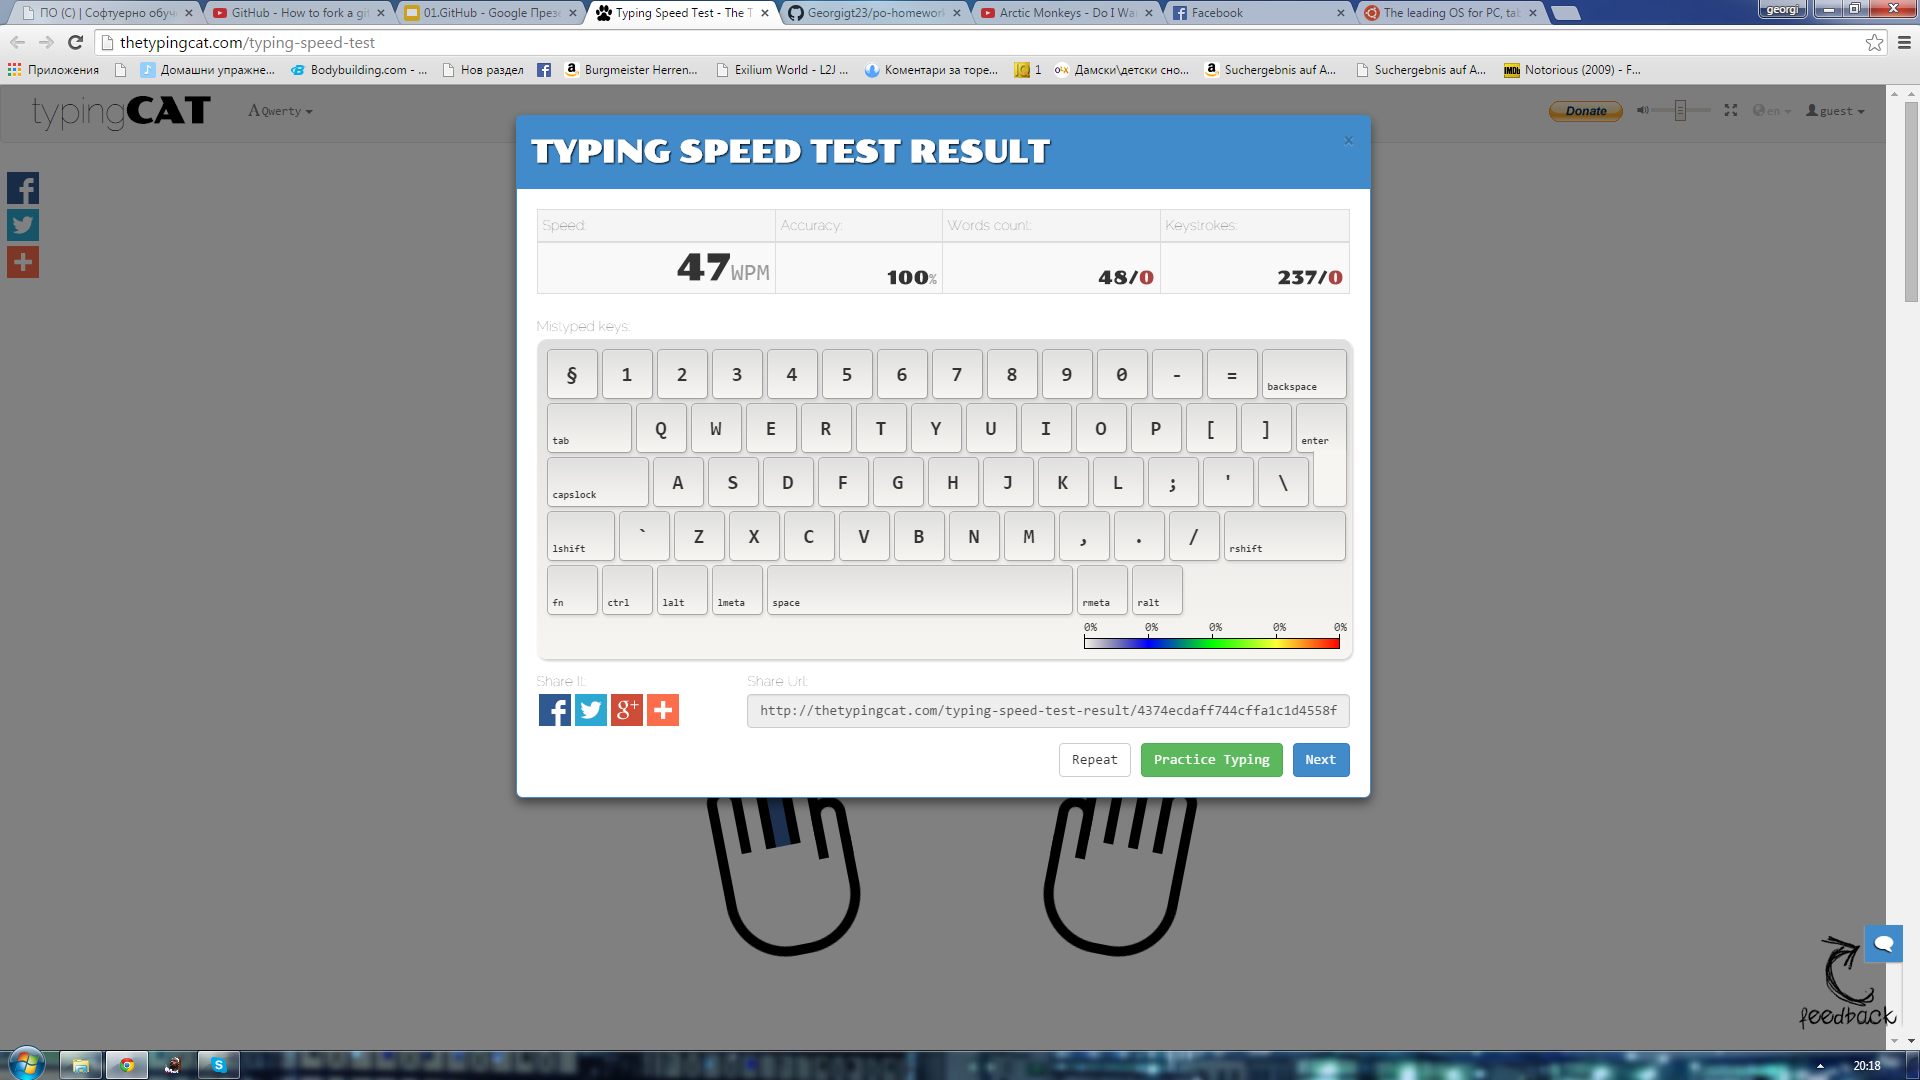 ПО (C) | Софтуерно обуч
GitHub - How to fork a git
01.GitHub - Google През
Typing Speed Test - The T
Georgigt23/po-homework
Arctic Monkeys - Do I Wa
Facebook
The leading OS for PC, tab
georgi
thetypingcat.com/typing-speed-test
Приложения
Домашни упражне...
Bodybuilding.com - ...
Нов раздел
Burgmeister Herren...
Exilium World - L2J ...
Коментари за торе...
1
Дамски\детски сно...
Suchergebnis auf A...
Suchergebnis auf A...
Notorious (2009) - F...
typingCAT
Qwerty
Donate
en
guest
TYPING SPEED TEST RESULT
×
Speed: Accuracy: Words count: Keystrokes:
47WPM 100% 48/0 237/0
Mistyped keys:
§ 1 2 3 4 5 6 7 8 9 0 - = backspace
tab Q W E R T Y U I O P [ ] enter
capslock A S D F G H J K L ; ' \
lshift ` Z X C V B N M , . / rshift
fn ctrl lalt lmeta space rmeta ralt
0% 0% 0% 0% 0%
Share It: Share Url:
http://thetypingcat.com/typing-speed-test-result/4374ecdaff744cffa1c1d4558f
Repeat Practice Typing Next
feedback
20:18